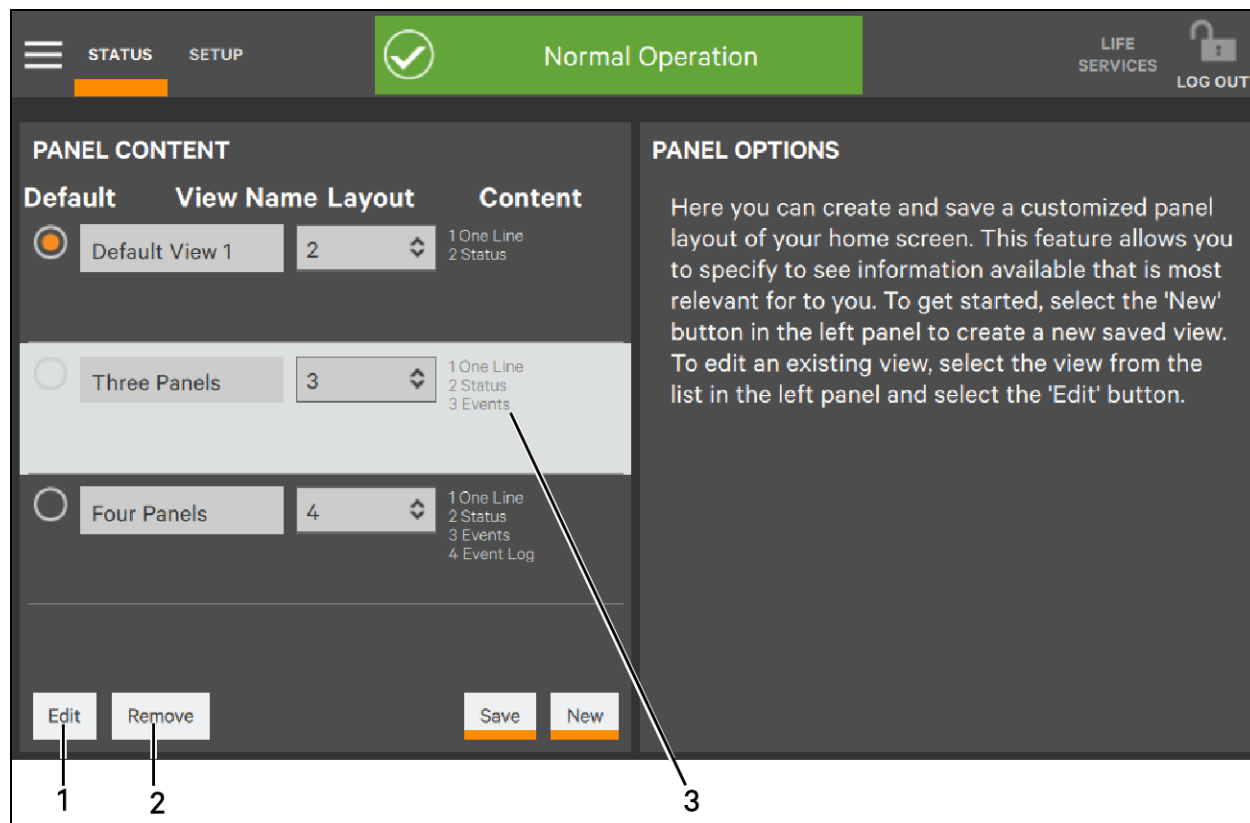 STATUS SETUP
Normal Operation
LIFE
SERVICES
LOG OUT
PANEL CONTENT
Default View Name Layout Content
Default View 1 2
1 One Line
2 Status
Three Panels 3
1 One Line
2 Status
3 Events
Four Panels 4
1 One Line
2 Status
3 Events
4 Event Log
Edit Remove Save New
PANEL OPTIONS
Here you can create and save a customized panel
layout of your home screen. This feature allows you
to specify to see information available that is most
relevant for to you. To get started, select the 'New'
button in the left panel to create a new saved view.
To edit an existing view, select the view from the
list in the left panel and select the 'Edit' button.
1 2 3